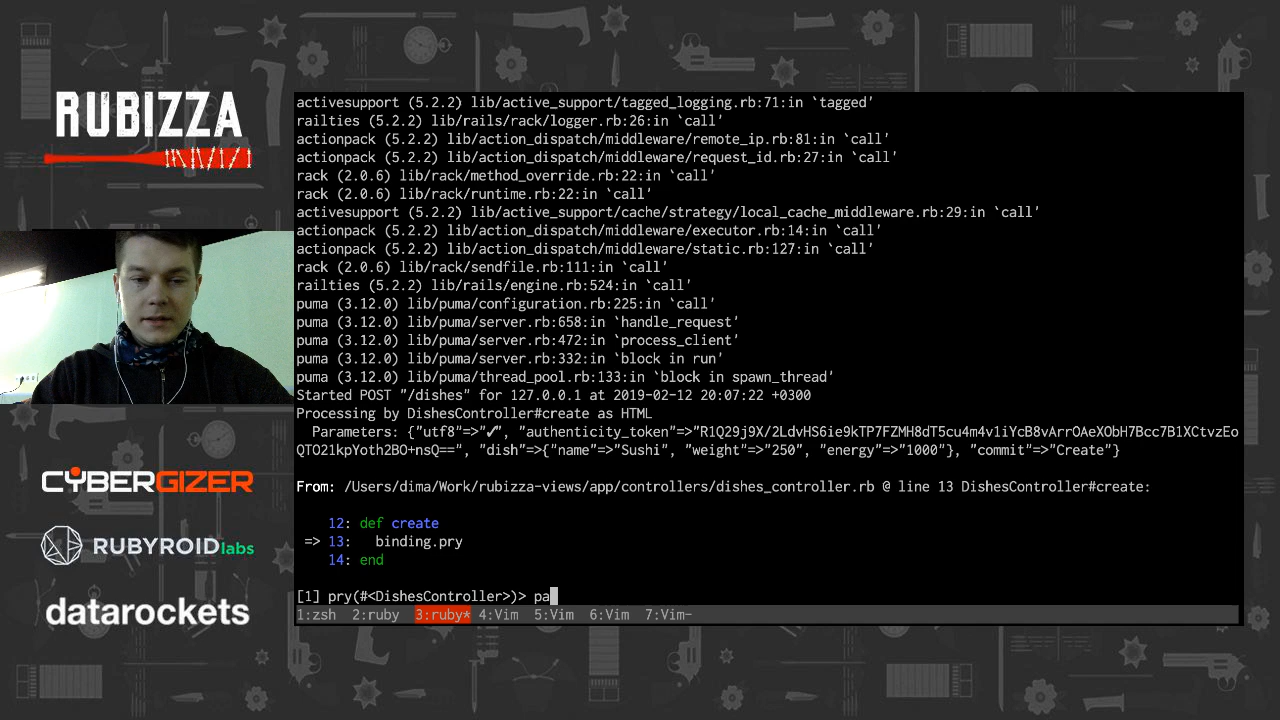 RUBIZZA
activesupport (5.2.2) lib/active_support/tagged_logging.rb:71:in `tagged'
railties (5.2.2) lib/rails/rack/logger.rb:26:in `call'
actionpack (5.2.2) lib/action_dispatch/middleware/remote_ip.rb:81:in `call'
actionpack (5.2.2) lib/action_dispatch/middleware/request_id.rb:27:in `call'
rack (2.0.6) lib/rack/method_override.rb:22:in `call'
rack (2.0.6) lib/rack/runtime.rb:22:in `call'
activesupport (5.2.2) lib/active_support/cache/strategy/local_cache_middleware.rb:29:in `call'
actionpack (5.2.2) lib/action_dispatch/middleware/executor.rb:14:in `call'
actionpack (5.2.2) lib/action_dispatch/middleware/static.rb:127:in `call'
rack (2.0.6) lib/rack/sendfile.rb:111:in `call'
railties (5.2.2) lib/rails/engine.rb:524:in `call'
puma (3.12.0) lib/puma/configuration.rb:225:in `call'
puma (3.12.0) lib/puma/server.rb:658:in `handle_request'
puma (3.12.0) lib/puma/server.rb:472:in `process_client'
puma (3.12.0) lib/puma/server.rb:332:in `block in run'
puma (3.12.0) lib/puma/thread_pool.rb:133:in `block in spawn_thread'
Started POST "/dishes" for 127.0.0.1 at 2019-02-12 20:07:22 +0300
Processing by DishesController#create as HTML
Parameters: {"utf8"=>"✓", "authenticity_token"=>"R1Q29j9X/2LdvHS6ie9kTP7FZMH8dT5cu4m4v1iYcB8vArrOAeXObH7Bcc7B1XCtvzEo
QTO21kpYoth2BO+nsQ==", "dish"=>{"name"=>"Sushi", "weight"=>"250", "energy"=>"1000"}, "commit"=>"Create"}
From: /Users/dima/Work/rubizza-views/app/controllers/dishes_controller.rb @ line 13 DishesController#create:
12: def create
=> 13: binding.pry
14: end
[1] pry(#<DishesController>)> pa
1:zsh 2:ruby 3:ruby* 4:Vim 5:Vim 6:Vim 7:Vim-
CYBERGIZER
RUBYROID labs
datarockets